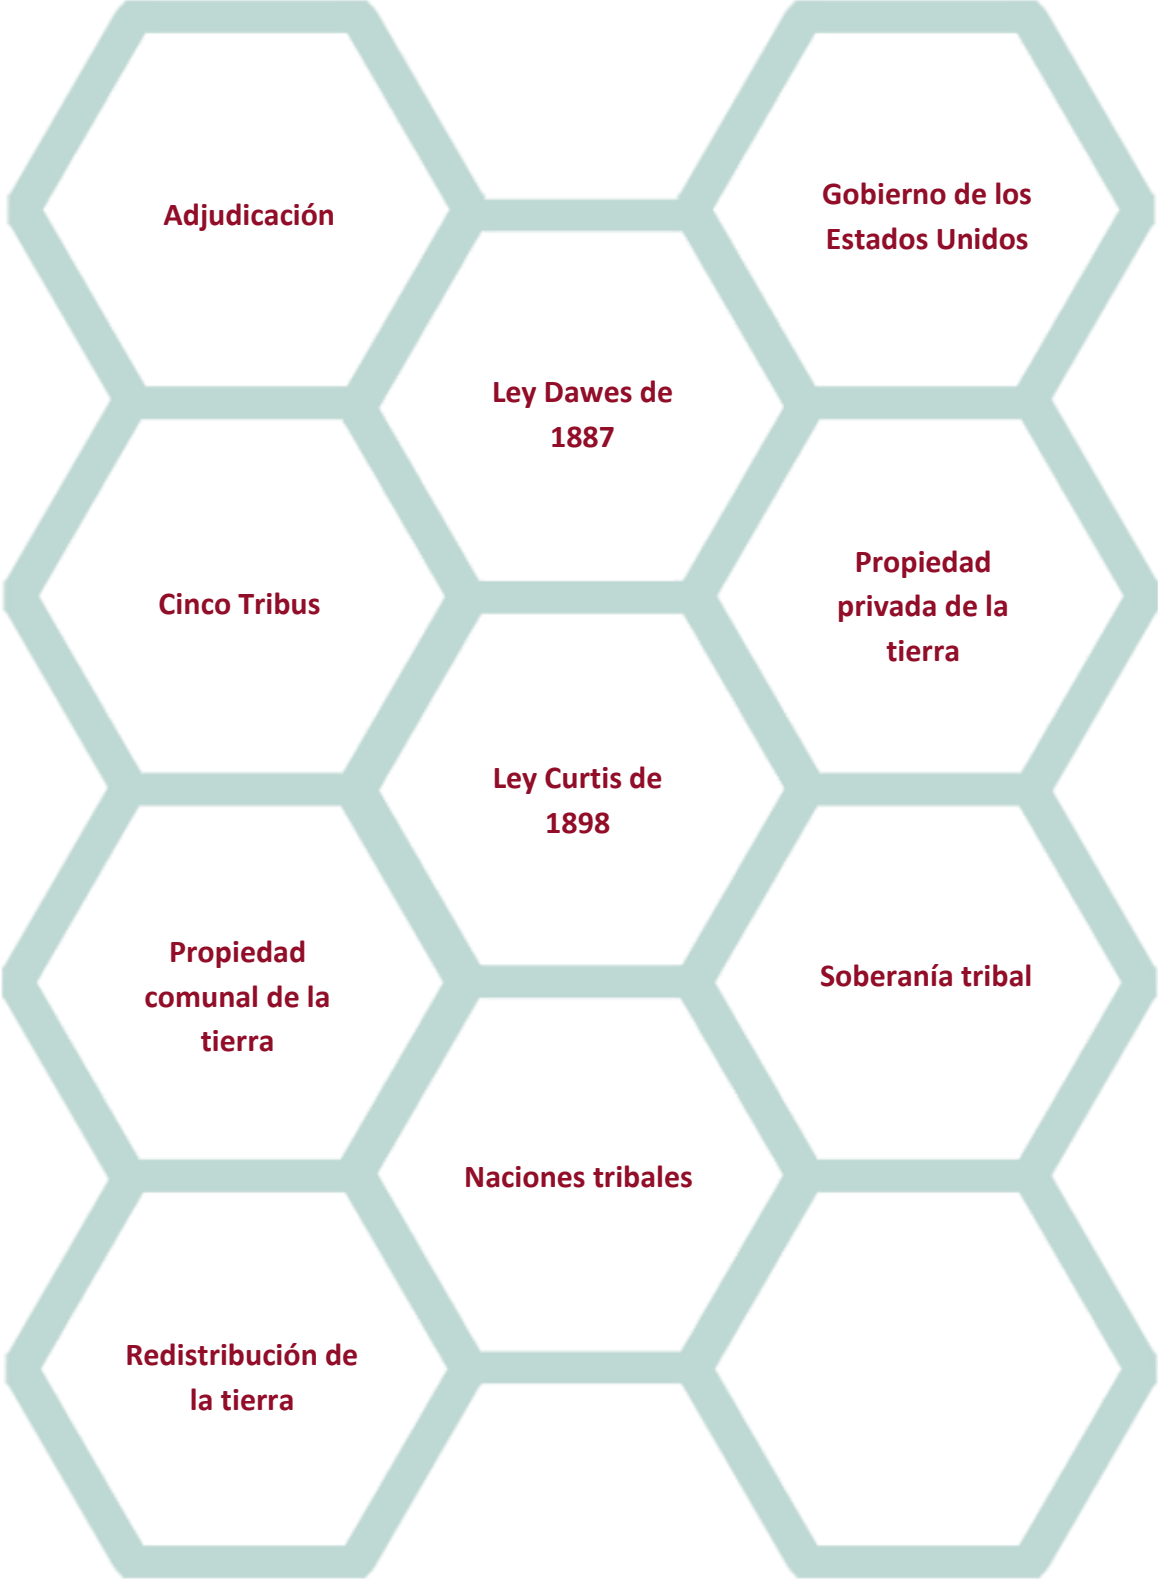 Adjudicación
Gobierno de los
Estados Unidos
Ley Dawes de
1887
Cinco Tribus
Propiedad
privada de la
tierra
Ley Curtis de
1898
Propiedad
comunal de la
tierra
Soberanía tribal
Naciones tribales
Redistribución de
la tierra